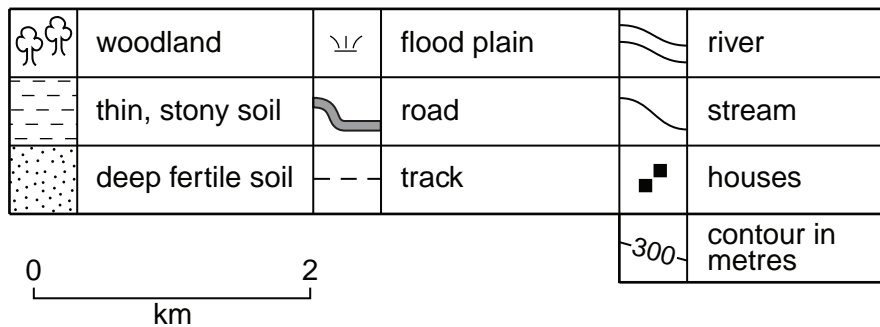 woodland
flood plain
river
thin, stony soil
road
stream
deep fertile soil
track
houses
300
contour in
metres
0
2
km